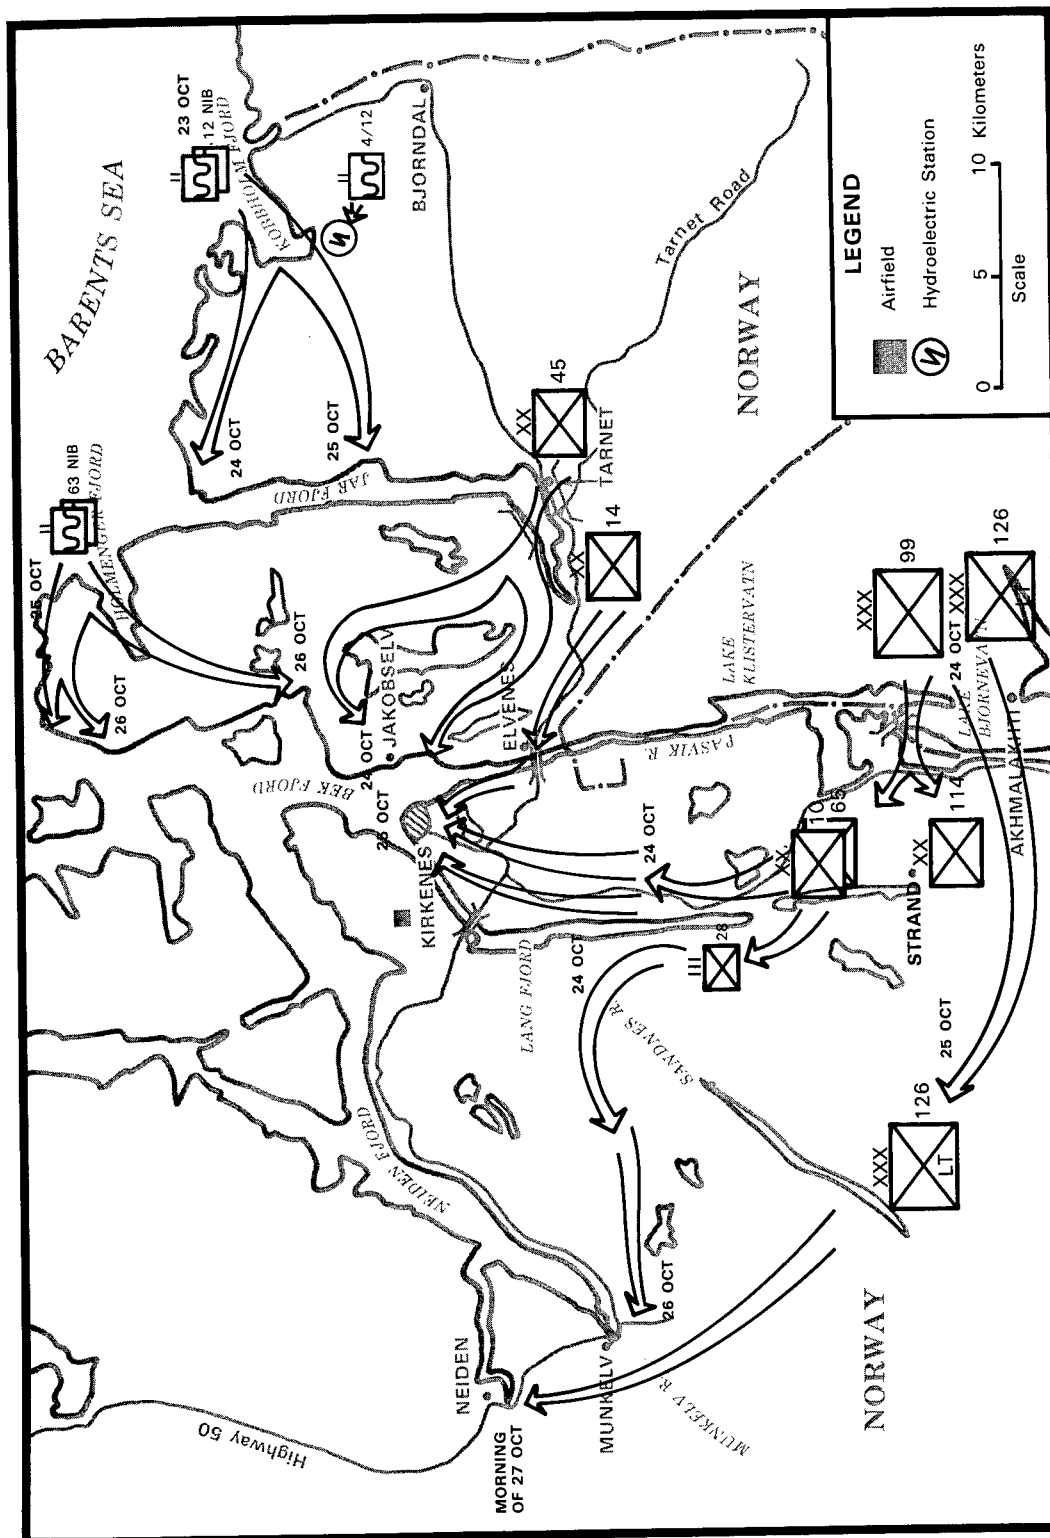 BARENTS SEA
23 OCT
12 NIB
KORBHOLM FJORD
4/12
BJORNDAL
Tarnet Road
NORWAY
LEGEND
Airfield
Hydroelectric Station
0 5 10 Kilometers
Scale
24 OCT
25 OCT
JAR FJORD
XX
45
TARNET
XX
14
25 OCT
63 NIB
HOLMENGER FJORD
26 OCT
26 OCT
24 OCT
JAKOBSELV
ELVENES
LAKE
KLISTERVATN
PASVIK R.
XXX
99
24 OCT
XXX
126
LT
LAKE
BJORNEVATN
AKHMALAKHTI
BEK FJORD
25 OCT
KIRKENES
24 OCT
XX
10
65
STRAND
XX
114
LANG FJORD
24 OCT
III
28
SANDNES R.
25 OCT
XXX
126
LT
NEIDEN FJORD
26 OCT
NEIDEN
MUNKELV
MUNKELV R.
Highway 50
MORNING
OF 27 OCT
NORWAY